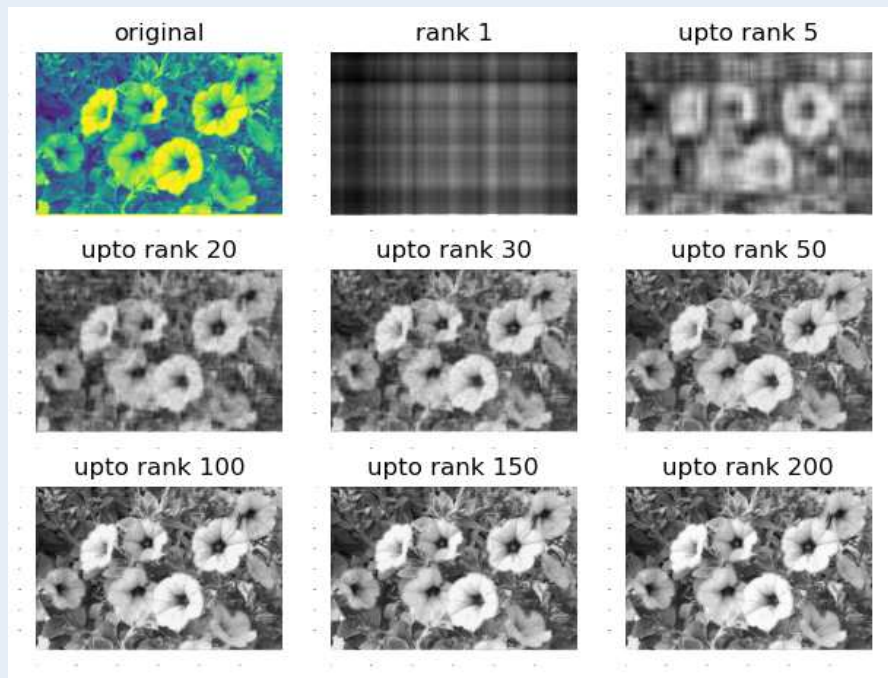 original
rank 1
upto rank 5
upto rank 20
upto rank 30
upto rank 50
upto rank 100
upto rank 150
upto rank 200